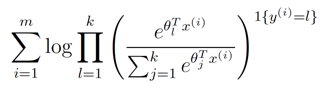 \sum_{i=1}^{m} \log \prod_{l=1}^{k} \left( \frac{e^{\theta_l^T x^{(i)}}}{\sum_{j=1}^{k} e^{\theta_j^T x^{(i)}}} \right)^{1\{y^{(i)}=l\}}